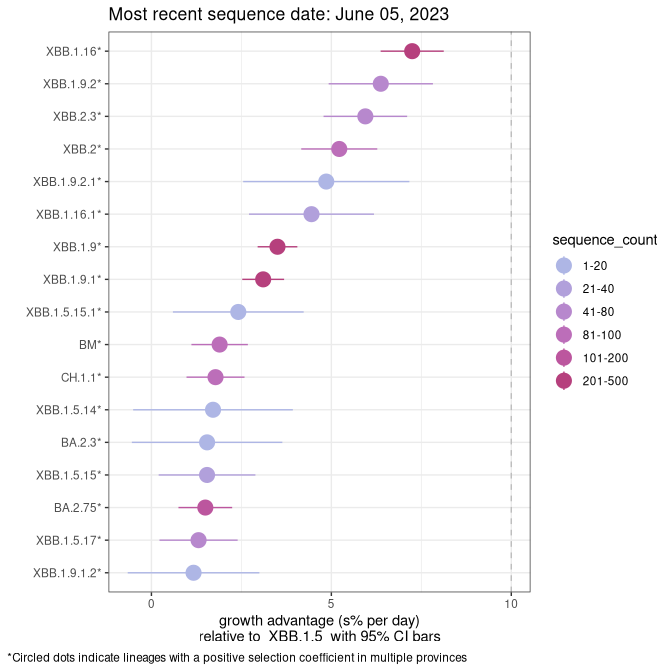 Most recent sequence date: June 05, 2023
XBB.1.16*
XBB.1.9.2*
XBB.2.3*
XBB.2*
XBB.1.9.2.1*
XBB.1.16.1*
XBB.1.9*
XBB.1.9.1*
XBB.1.5.15.1*
BM*
CH.1.1*
XBB.1.5.14*
BA.2.3*
XBB.1.5.15*
BA.2.75*
XBB.1.5.17*
XBB.1.9.1.2*
0 5 10
growth advantage (s% per day)
relative to XBB.1.5 with 95% CI bars
sequence_count
1-20
21-40
41-80
81-100
101-200
201-500
*Circled dots indicate lineages with a positive selection coefficient in multiple provinces